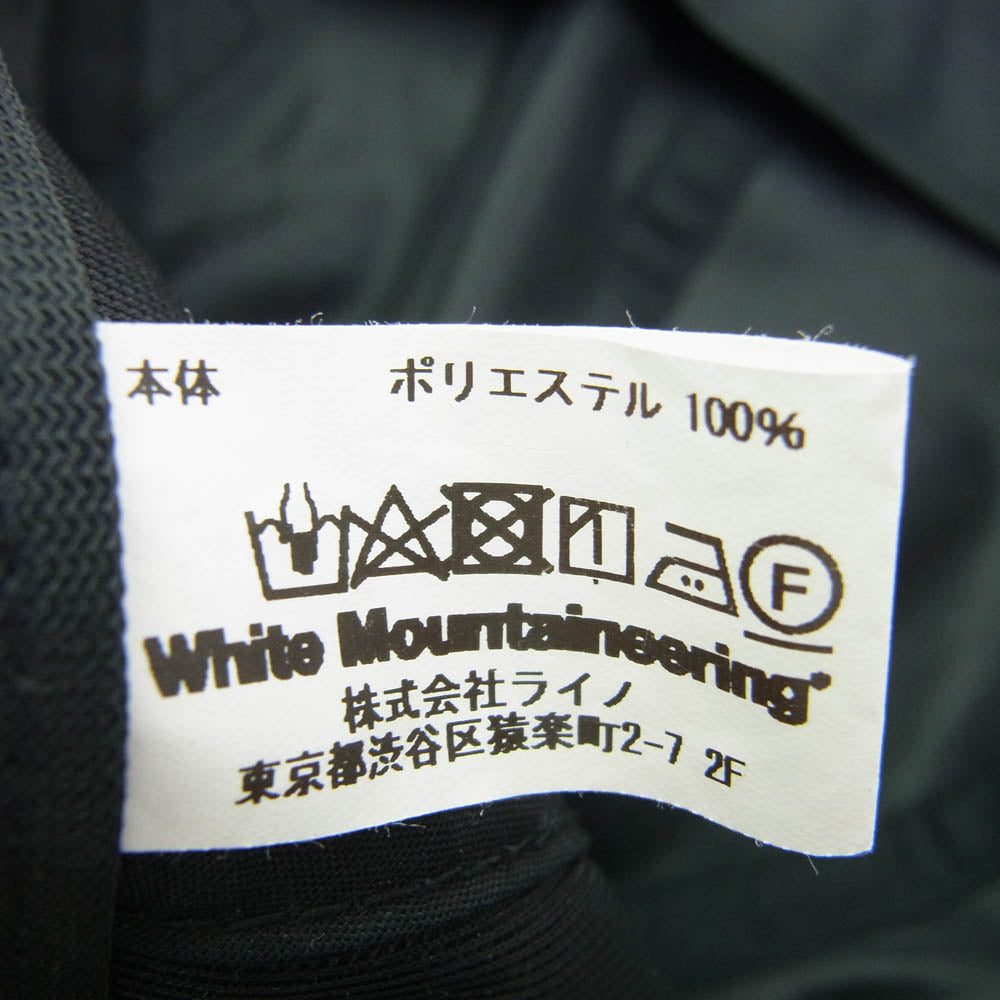 本体 ポリエステル 100%
F
White Mountaineering®
株式会社ライノ
東京都渋谷区猿楽町2-7 2F